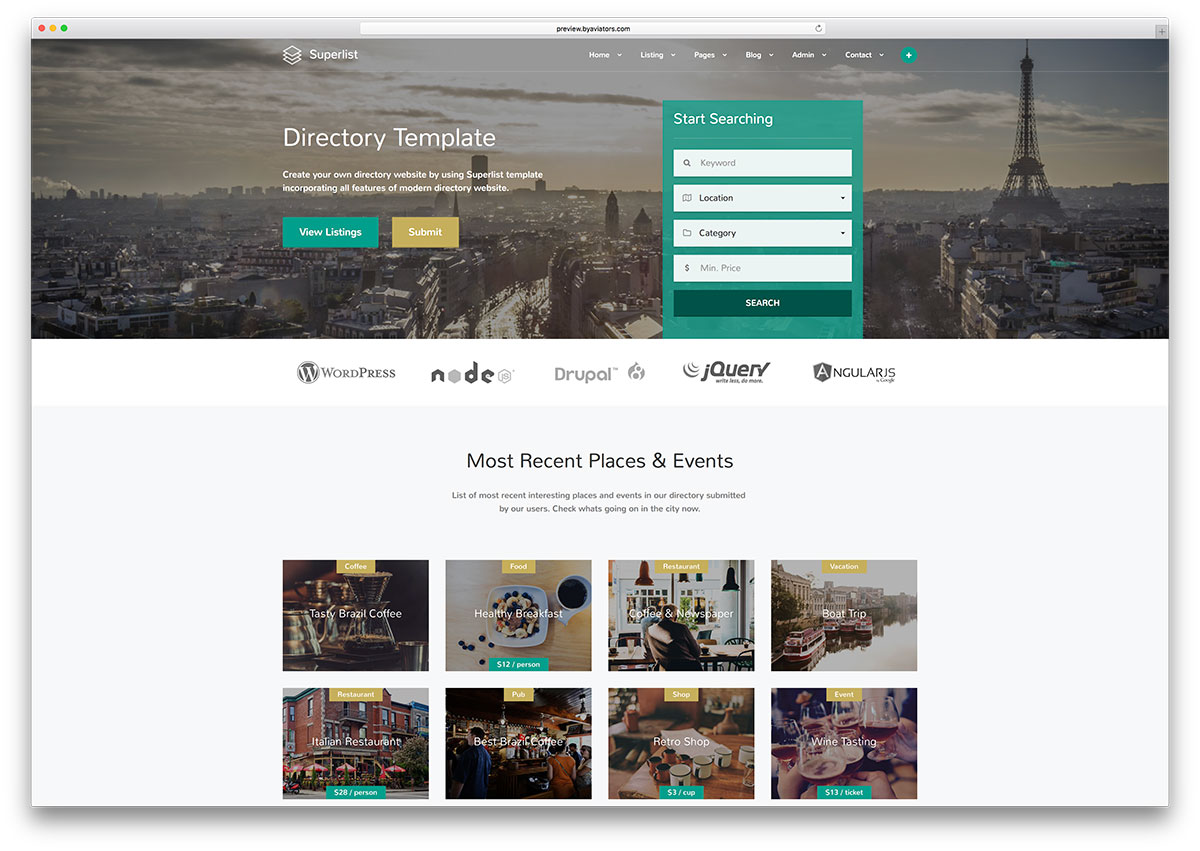 preview.byaviators.com
Superlist
Home Listing Pages Blog Admin Contact +
Directory Template
Create your own directory website by using Superlist template
incorporating all features of modern directory website.
View Listings Submit
Start Searching
Keyword
Location
Category
$ Min. Price
SEARCH
WORDPRESS
node JS
Drupal™
jQuery
write less, do more.
ANGULARJS
by Google
Most Recent Places & Events
List of most recent interesting places and events in our directory submitted
by our users. Check whats going on in the city now.
Coffee
Tasty Brazil Coffee
Food
Healthy Breakfast
$12 / person
Restaurant
Coffee & Newspaper
Vacation
Boat Trip
Restaurant
Italian Restaurant
$28 / person
Pub
Best Brazil Coffee
Shop
Retro Shop
$3 / cup
Event
Wine Tasting
$13 / ticket